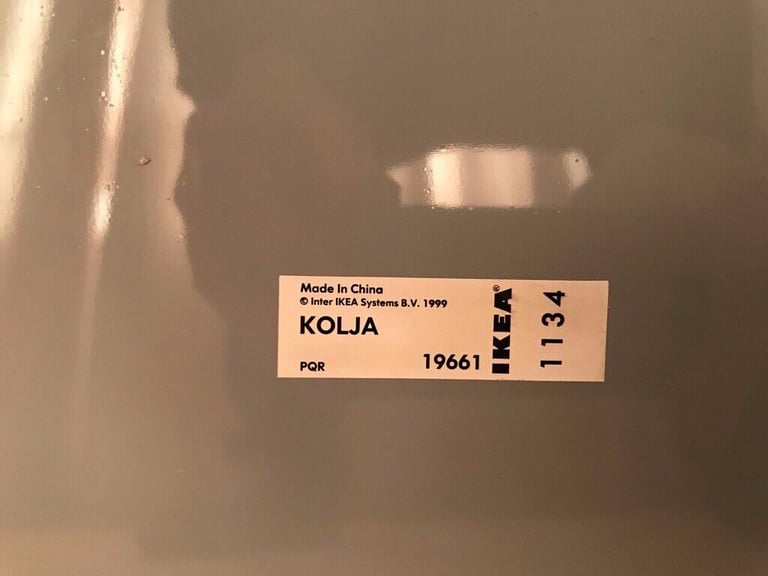 Made In China
© Inter IKEA Systems B.V. 1999
KOLJA
PQR
19661
IKEA®
1134